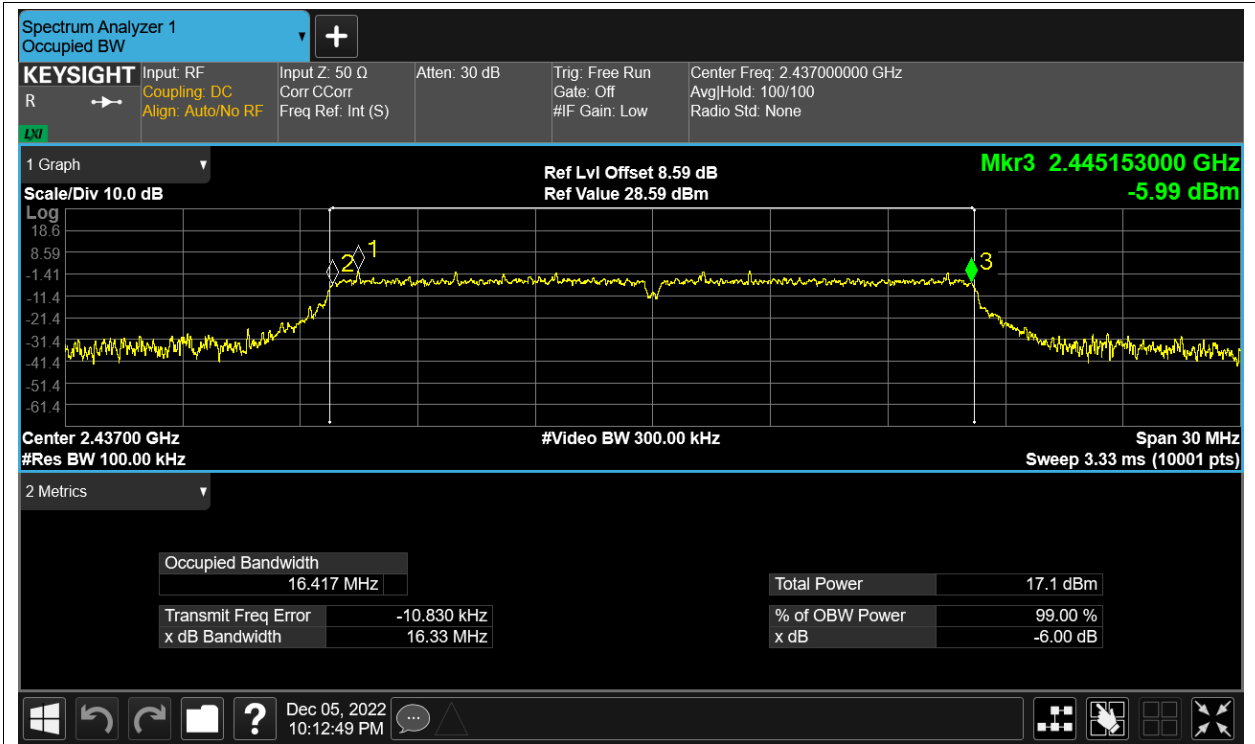 Spectrum Analyzer 1
Occupied BW
+
KEYSIGHT
R
LXI
Input: RF
Coupling: DC
Align: Auto/No RF
Input Z: 50 Ω
Corr CCorr
Freq Ref: Int (S)
Atten: 30 dB
Trig: Free Run
Gate: Off
#IF Gain: Low
Center Freq: 2.437000000 GHz
Avg|Hold: 100/100
Radio Std: None
1 Graph
Scale/Div 10.0 dB
Ref Lvl Offset 8.59 dB
Ref Value 28.59 dBm
Mkr3 2.445153000 GHz
-5.99 dBm
Log
18.6
8.59
-1.41
-11.4
-21.4
-31.4
-41.4
-51.4
-61.4
2
1
3
Center 2.43700 GHz
#Res BW 100.00 kHz
#Video BW 300.00 kHz
Span 30 MHz
Sweep 3.33 ms (10001 pts)
2 Metrics
Occupied Bandwidth
16.417 MHz
Transmit Freq Error -10.830 kHz
x dB Bandwidth 16.33 MHz
Total Power 17.1 dBm
% of OBW Power 99.00 %
x dB -6.00 dB
?
Dec 05, 2022
10:12:49 PM